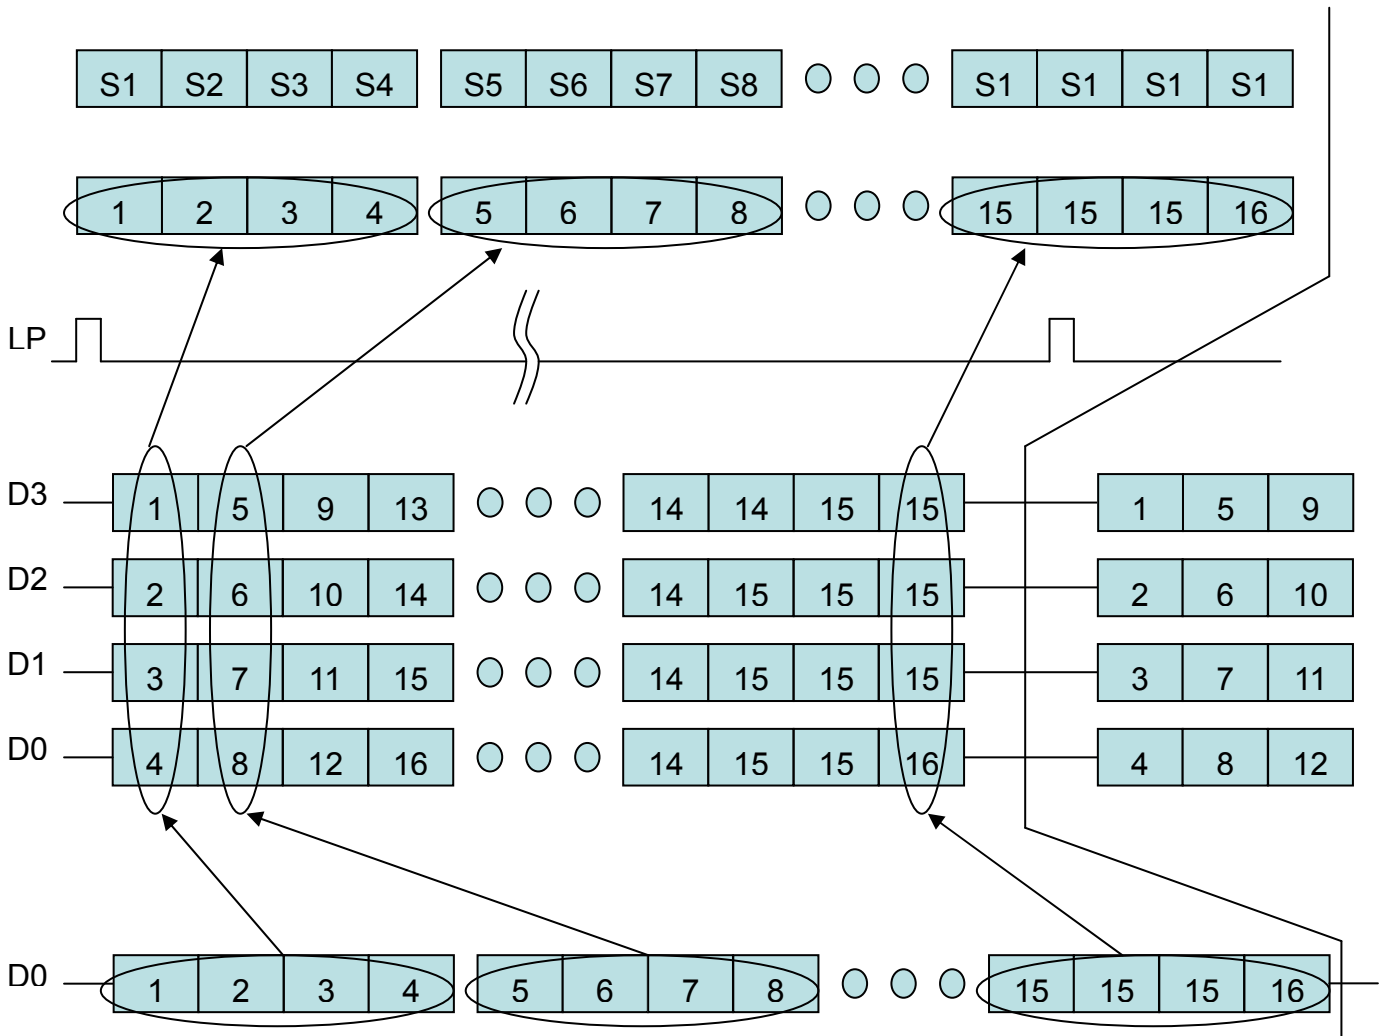 S1 S2 S3 S4 S5 S6 S7 S8 S1 S1 S1 S1
1 2 3 4 5 6 7 8 15 15 15 16
LP
D3 1 5 9 13 14 14 15 15 1 5 9
D2 2 6 10 14 14 15 15 15 2 6 10
D1 3 7 11 15 14 15 15 15 3 7 11
D0 4 8 12 16 14 15 15 16 4 8 12
D0 1 2 3 4 5 6 7 8 15 15 15 16